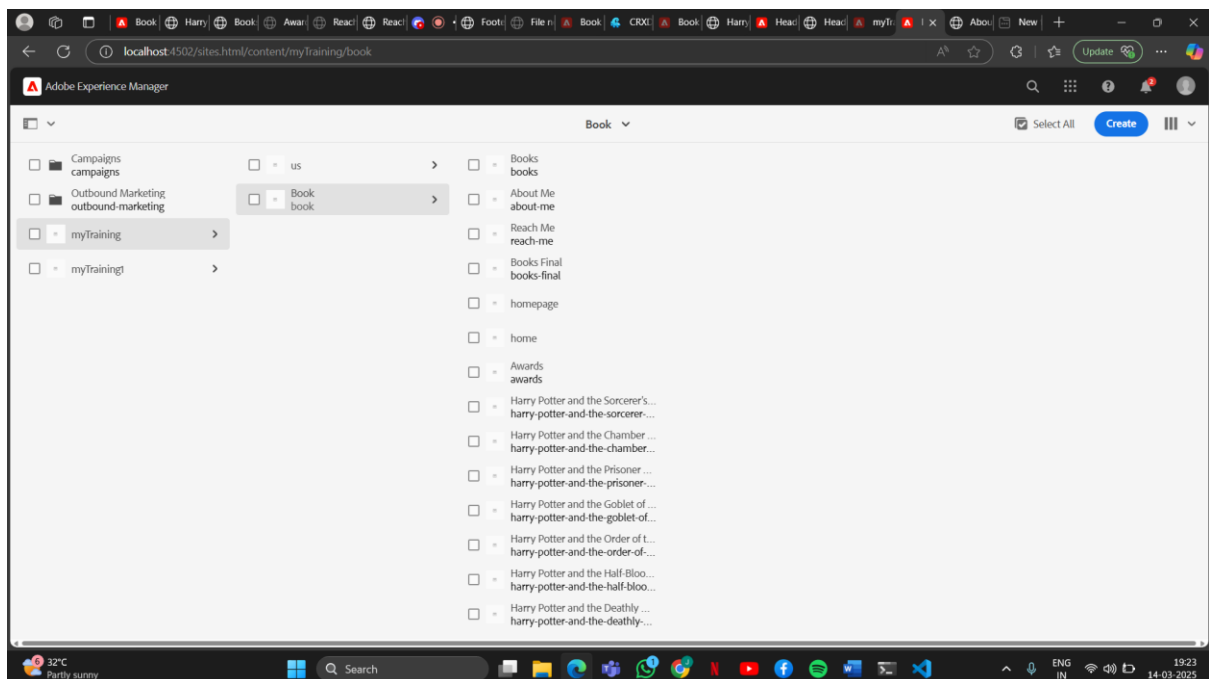 Book
Harry
Book
Awar
React
React
Foote
File n
Book
CRXD
Book
Harry
Head
Head
myTr
Abou
New
localhost:4502/sites.html/content/myTraining/book
Update
Adobe Experience Manager
2
Book
Select All
Create
Campaigns
campaigns
Outbound Marketing
outbound-marketing
myTraining
myTraining1
us
Book
book
Books
books
About Me
about-me
Reach Me
reach-me
Books Final
books-final
homepage
home
Awards
awards
Harry Potter and the Sorcerer's...
harry-potter-and-the-sorcerer-...
Harry Potter and the Chamber ...
harry-potter-and-the-chamber...
Harry Potter and the Prisoner ...
harry-potter-and-the-prisoner-...
Harry Potter and the Goblet of ...
harry-potter-and-the-goblet-of...
Harry Potter and the Order of t...
harry-potter-and-the-order-of-...
Harry Potter and the Half-Bloo...
harry-potter-and-the-half-bloo...
Harry Potter and the Deathly ...
harry-potter-and-the-deathly-...
6
32°C
Partly sunny
Search
ENG
IN
19:23
14-03-2025